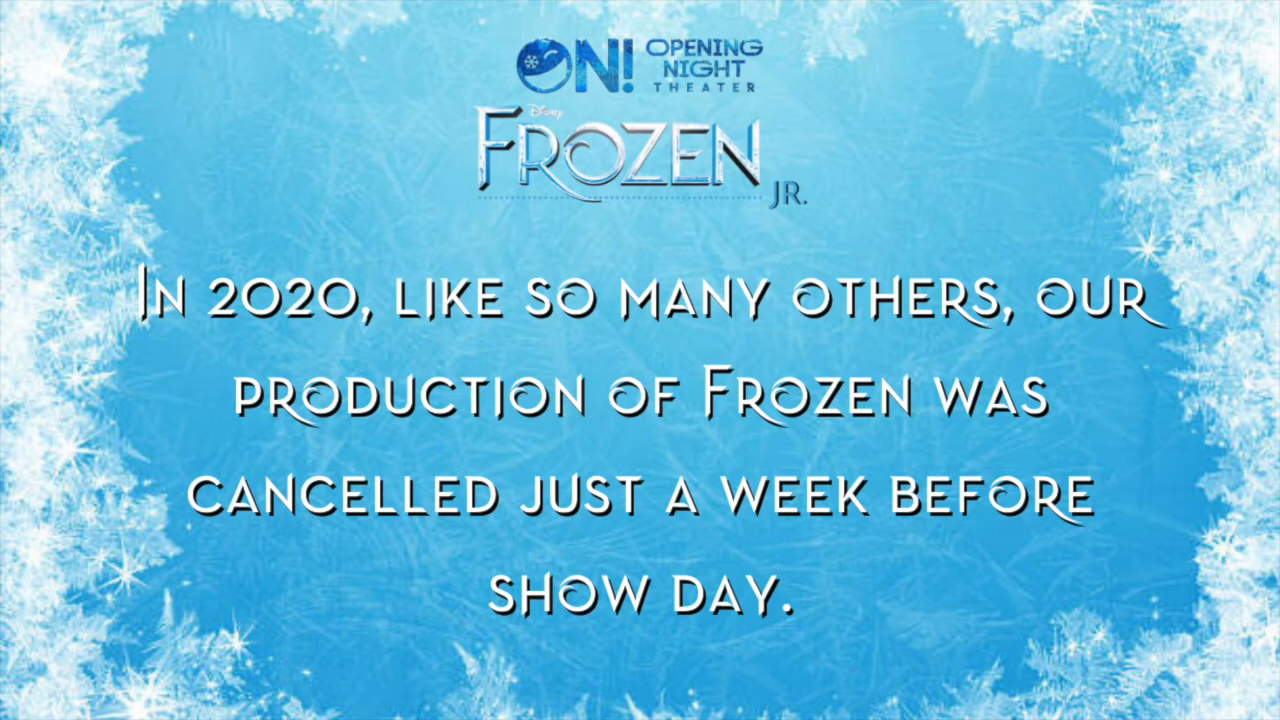 ON! OPENING
NIGHT
THEATER
Disney
FROZEN
JR.
In 2020, like so many others, our
production of Frozen was
cancelled just a week before
show day.